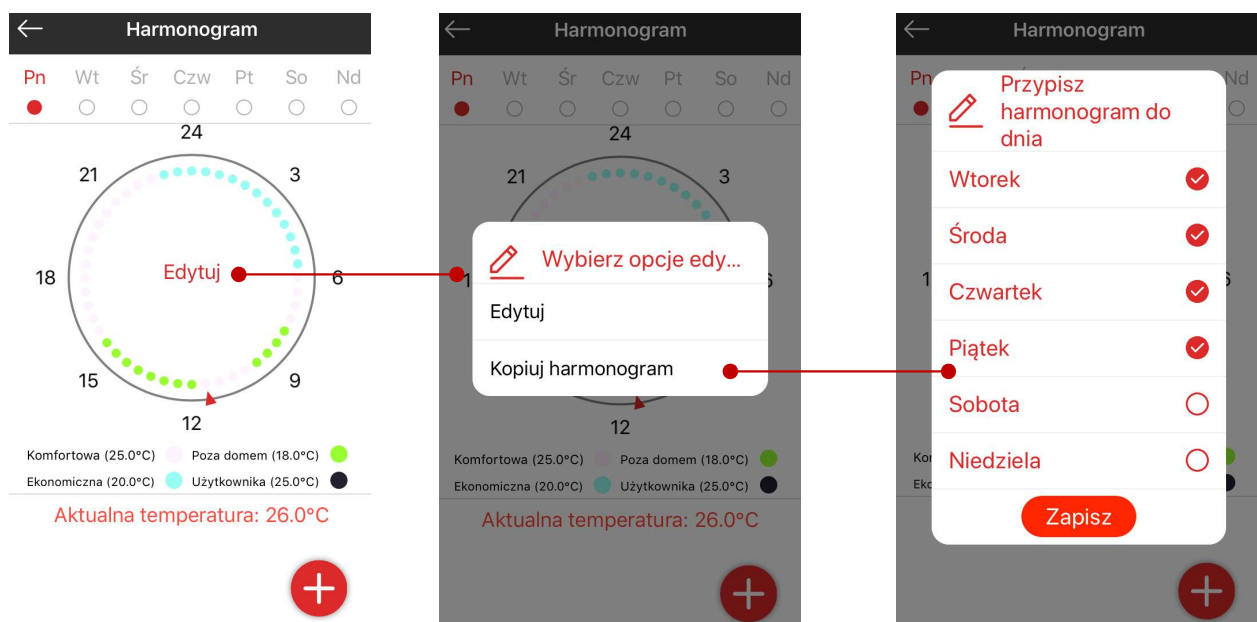 Harmonogram
Pn Wt Śr Czw Pt So Nd
24
21 3
18 Edytuj 6
15 9
12
Komfortowa (25.0°C) Poza domem (18.0°C)
Ekonomiczna (20.0°C) Użytkownika (25.0°C)
Aktualna temperatura: 26.0°C
Harmonogram
Pn Wt Śr Czw Pt So Nd
24
21 3
Wybierz opcje edy...
Edytuj
Kopiuj harmonogram
12
Komfortowa (25.0°C) Poza domem (18.0°C)
Ekonomiczna (20.0°C) Użytkownika (25.0°C)
Aktualna temperatura: 26.0°C
Harmonogram
Pn Nd
Przypisz
harmonogram do
dnia
Wtorek
Środa
Czwartek
Piątek
Sobota
Niedziela
Zapisz